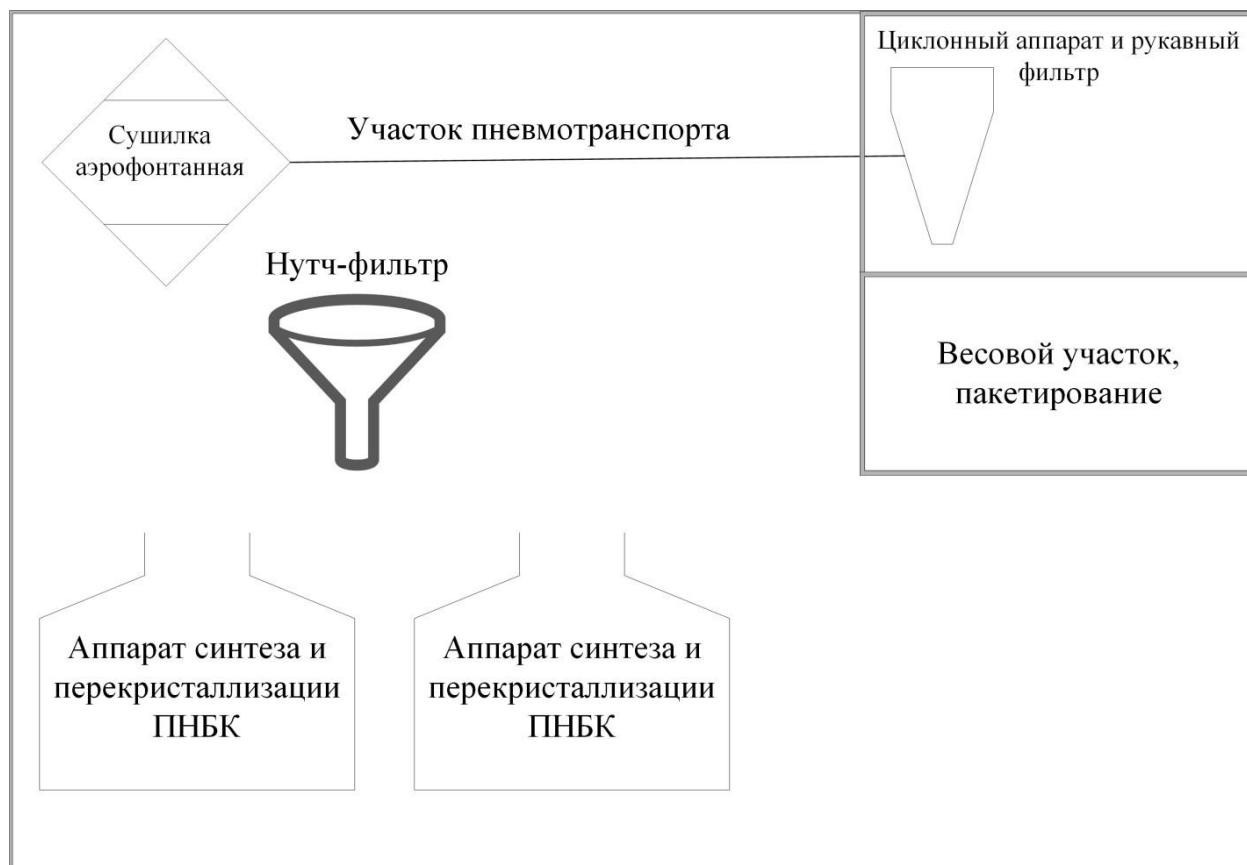 Циклонный аппарат и рукавный
фильтр
Сушилка
аэрофонтанная
Участок пневмотранспорта
Нутч-фильтр
Весовой участок,
пакетирование
Аппарат синтеза и
перекристаллизации
ПНБК
Аппарат синтеза и
перекристаллизации
ПНБК